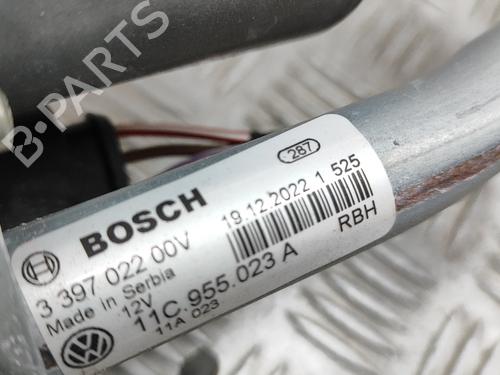 B-PARTS
287
BOSCH
19.12.2022 1 525
3 397 022 00V
RBH
Made in Serbia
12V
11C 955.023 A
11A 023